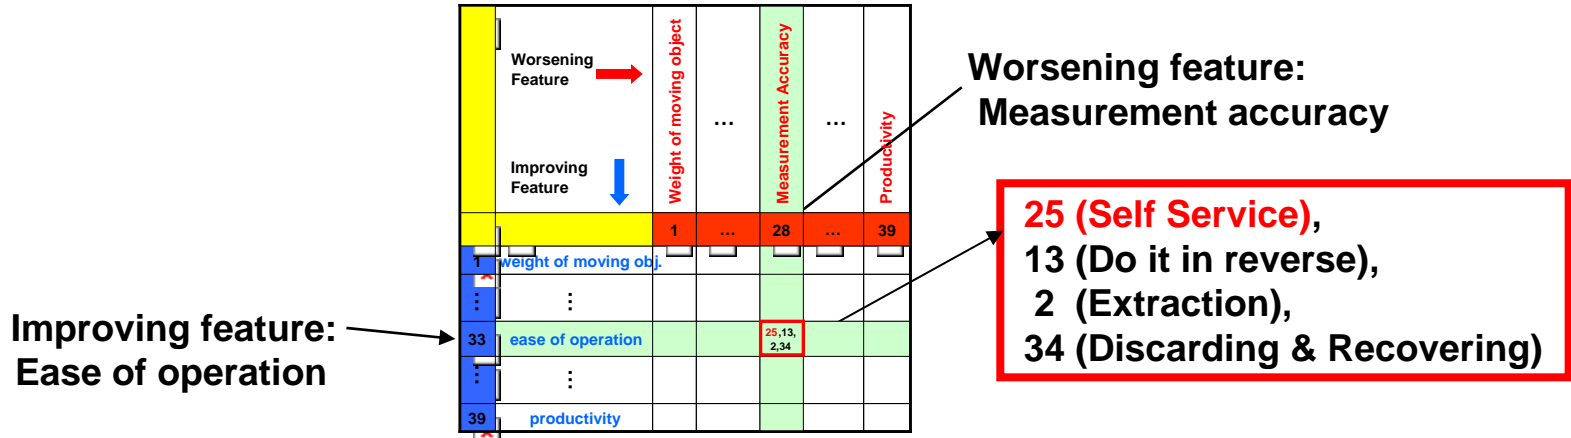 Worsening
Feature
Improving
Feature
Weight of moving object
...
Measurement Accuracy
...
Productivity
1
...
28
...
39
1
weight of moving obj.
...
...
33
ease of operation
25,13,
2,34
...
...
39
productivity
Improving feature:
Ease of operation
Worsening feature:
Measurement accuracy
25 (Self Service),
13 (Do it in reverse),
2 (Extraction),
34 (Discarding & Recovering)